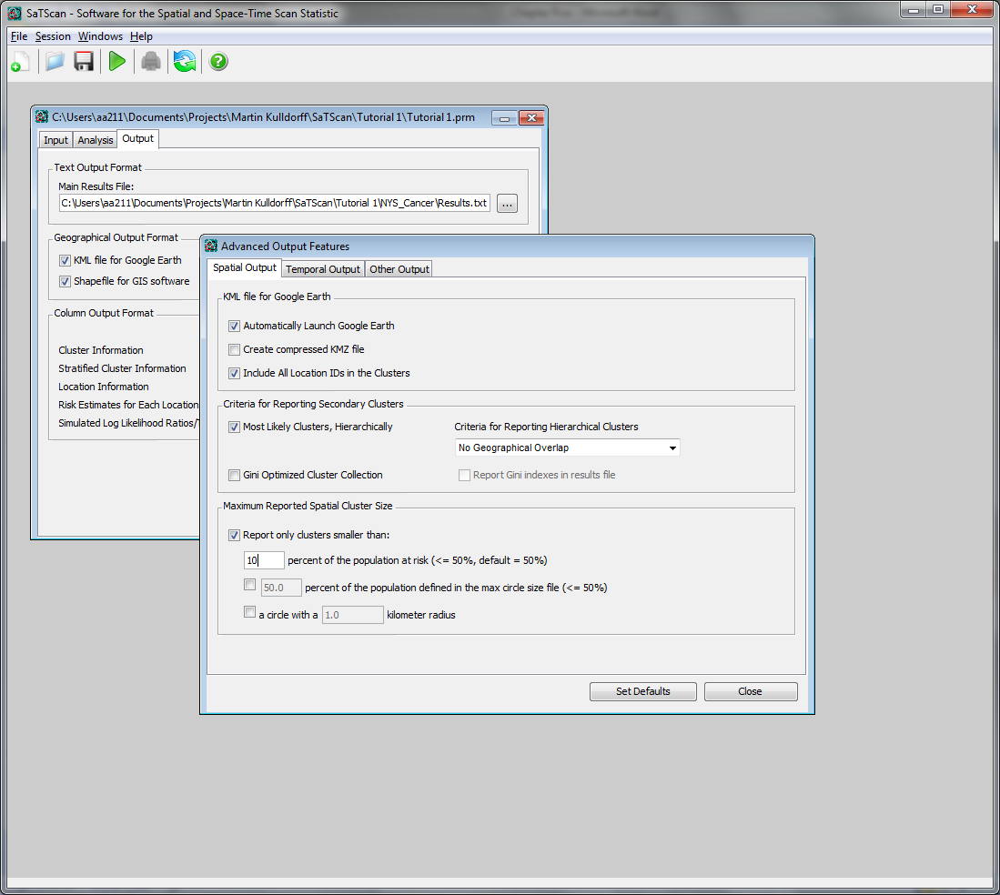 SaTScan - Software for the Spatial and Space-Time Scan Statistic
File Session Windows Help
C:\Users\aa211\Documents\Projects\Martin Kulldorff\SaTScan\Tutorial 1\Tutorial 1.prm
Input Analysis Output
Text Output Format
Main Results File:
C:\Users\aa211\Documents\Projects\Martin Kulldorff\SaTScan\Tutorial 1\NYS_Cancer\Results.txt ...
Geographical Output Format
KML file for Google Earth
Shapefile for GIS software
Column Output Format
Cluster Information
Stratified Cluster Information
Location Information
Risk Estimates for Each Location
Simulated Log Likelihood Ratios/
Advanced Output Features
Spatial Output Temporal Output Other Output
KML file for Google Earth
Automatically Launch Google Earth
Create compressed KMZ file
Include All Location IDs in the Clusters
Criteria for Reporting Secondary Clusters
Most Likely Clusters, Hierarchically Criteria for Reporting Hierarchical Clusters
No Geographical Overlap
Gini Optimized Cluster Collection Report Gini indexes in results file
Maximum Reported Spatial Cluster Size
Report only clusters smaller than:
10 percent of the population at risk (<= 50%, default = 50%)
50.0 percent of the population defined in the max circle size file (<= 50%)
a circle with a 1.0 kilometer radius
Set Defaults Close